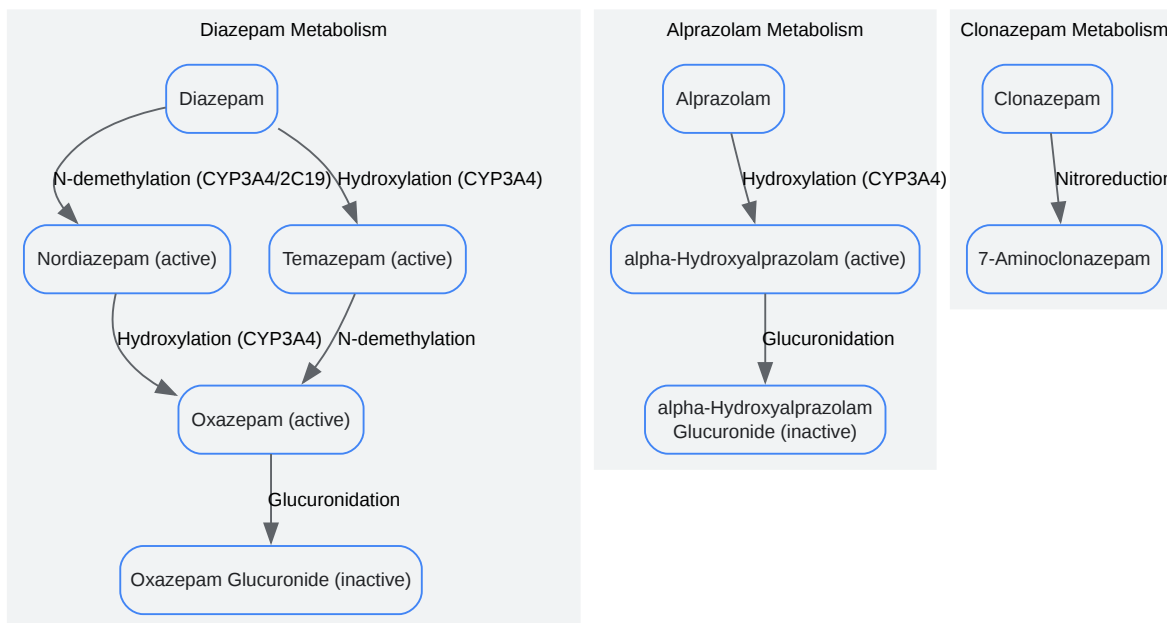 Diazepam Metabolism
Diazepam
N-demethylation (CYP3A4/2C19)
Hydroxylation (CYP3A4)
Nordiazepam (active)
Temazepam (active)
Hydroxylation (CYP3A4)
N-demethylation
Oxazepam (active)
Glucuronidation
Oxazepam Glucuronide (inactive)
Alprazolam Metabolism
Alprazolam
Hydroxylation (CYP3A4)
alpha-Hydroxyalprazolam (active)
Glucuronidation
alpha-Hydroxyalprazolam
Glucuronide (inactive)
Clonazepam Metabolism
Clonazepam
Nitroreduction
7-Aminoclonazepam